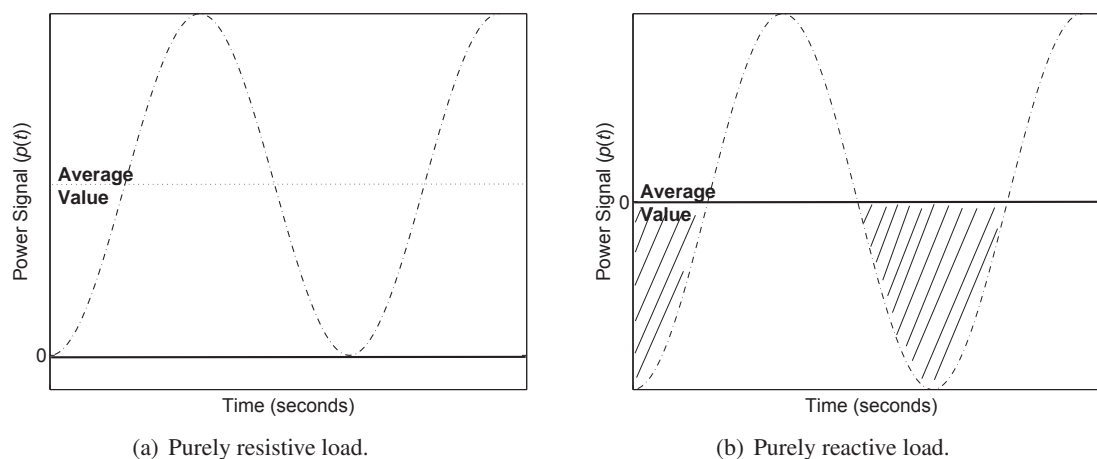 Power Signal (p(t))
Average
Value
0
Time (seconds)
(a) Purely resistive load.
Power Signal (p(t))
0
Average
Value
Time (seconds)
(b) Purely reactive load.